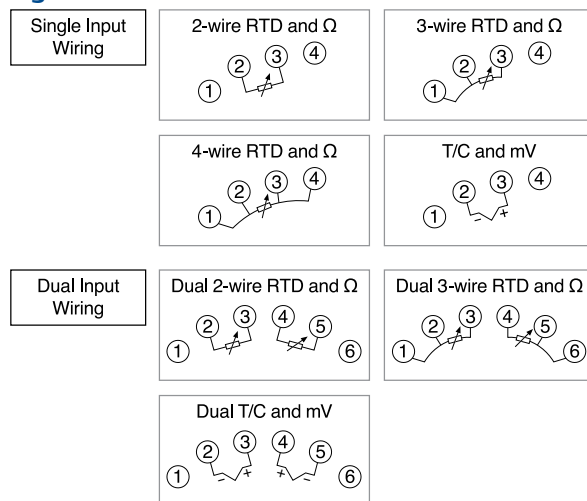 Single Input
Wiring
2-wire RTD and Ω
1 2 3 4
3-wire RTD and Ω
1 2 3 4
4-wire RTD and Ω
1 2 3 4
T/C and mV
1 2 3 4
- +
Dual Input
Wiring
Dual 2-wire RTD and Ω
1 2 3 4 5 6
Dual 3-wire RTD and Ω
1 2 3 4 5 6
Dual T/C and mV
1 2 3 4 5 6
- + + -